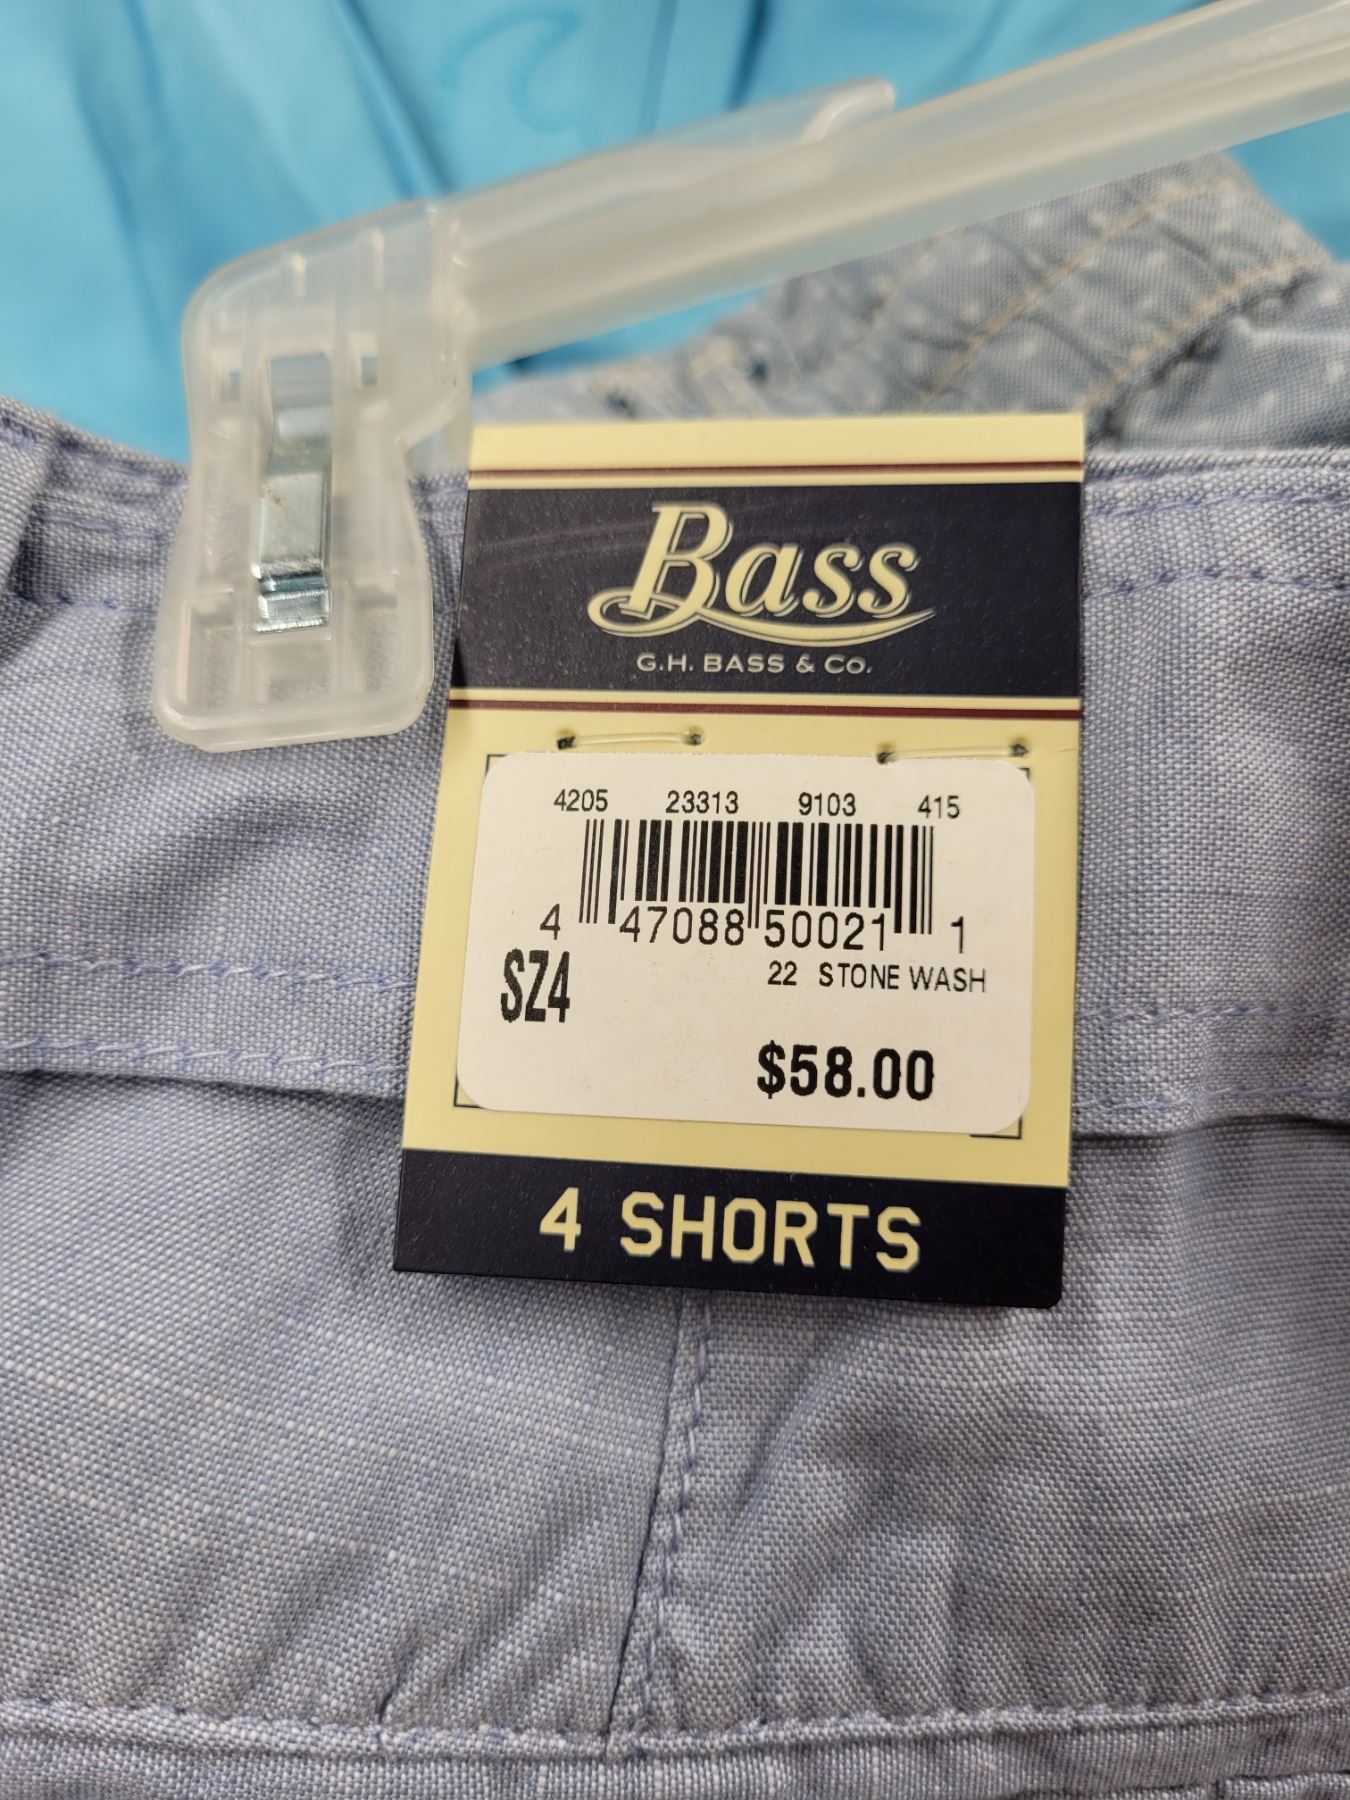 Bass
G.H. BASS & CO.
4205 23313 9103 415
4 47088 50021 1
SZ4 22 STONE WASH
$58.00
4 SHORTS